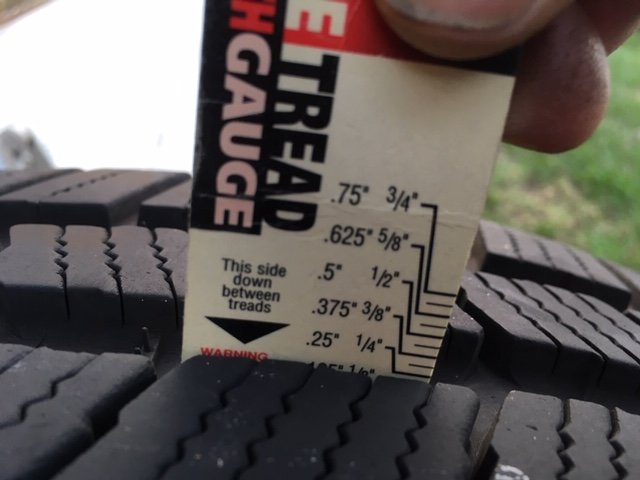 E TREAD
H GAUGE
.75" 3/4"
.625" 5/8"
.5" 1/2"
.375" 3/8"
.25" 1/4"
This side
down
between
treads
WARNING